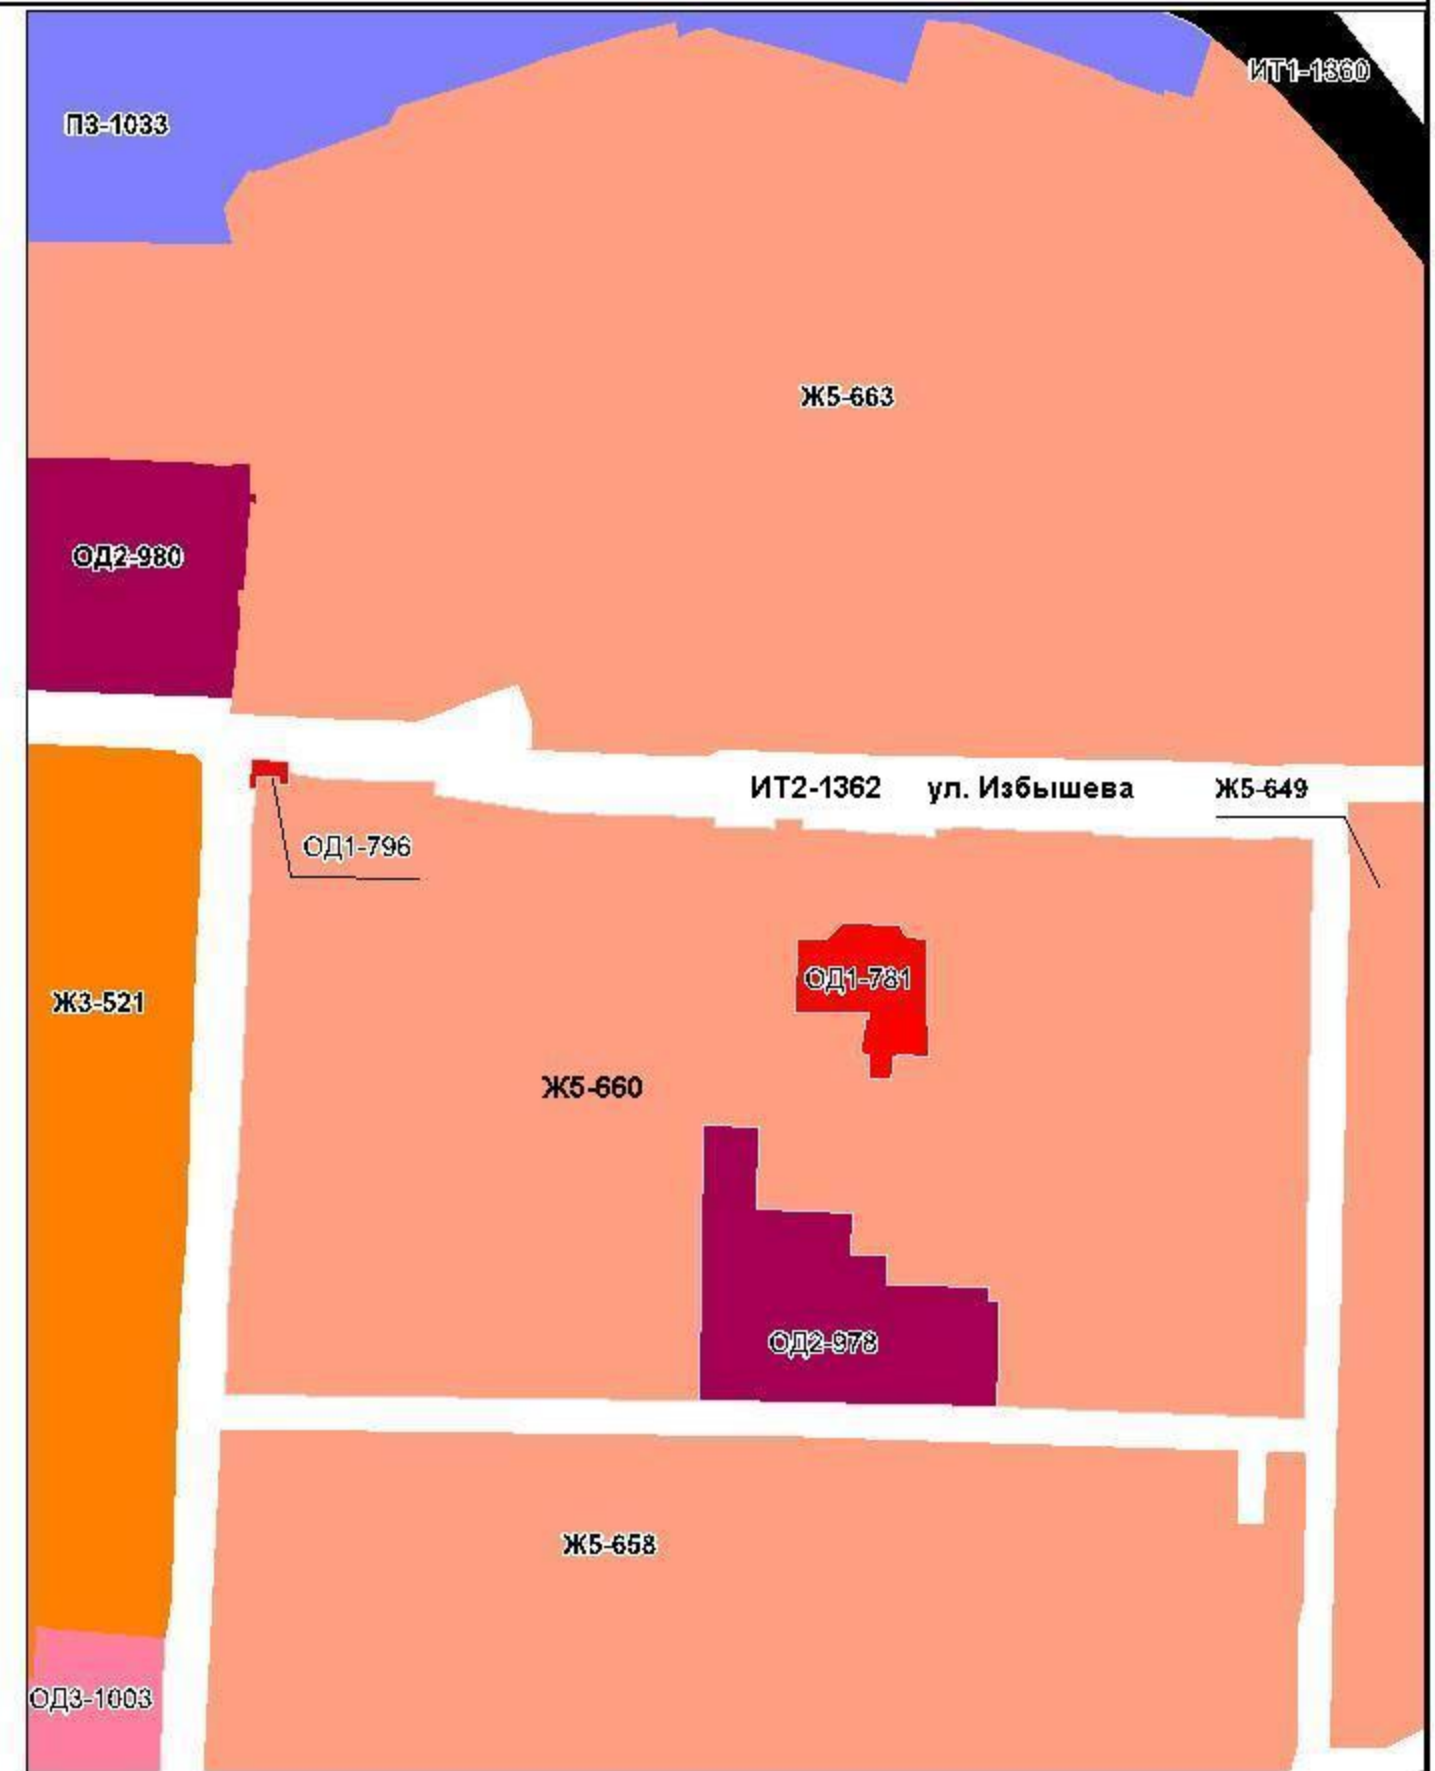 ИТ1-1360
П3-1033
Ж5-663
ОД2-980
ИТ2-1362 ул. Избышева Ж5-649
ОД1-796
ОД1-781
Ж3-521
Ж5-660
ОД2-978
Ж5-658
ОД3-1003